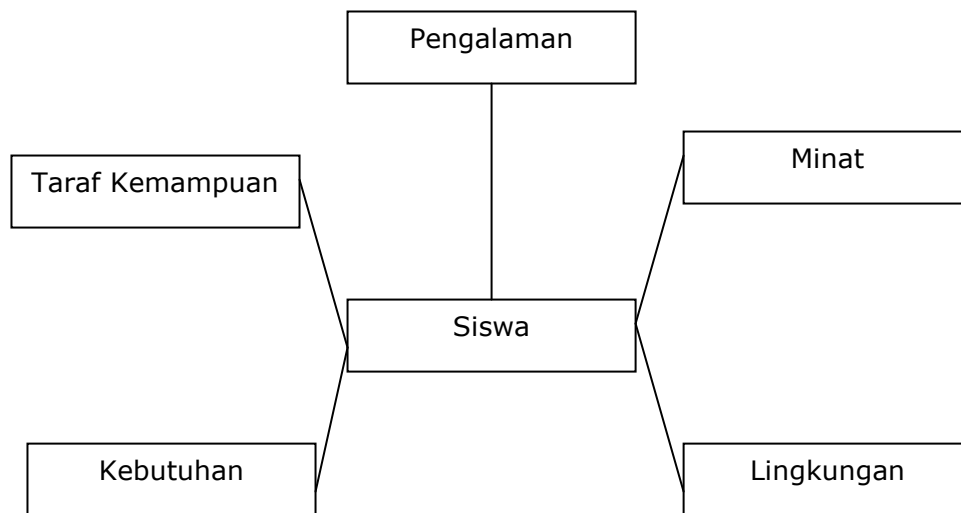 Pengalaman
Minat
Taraf Kemampuan
Siswa
Kebutuhan
Lingkungan